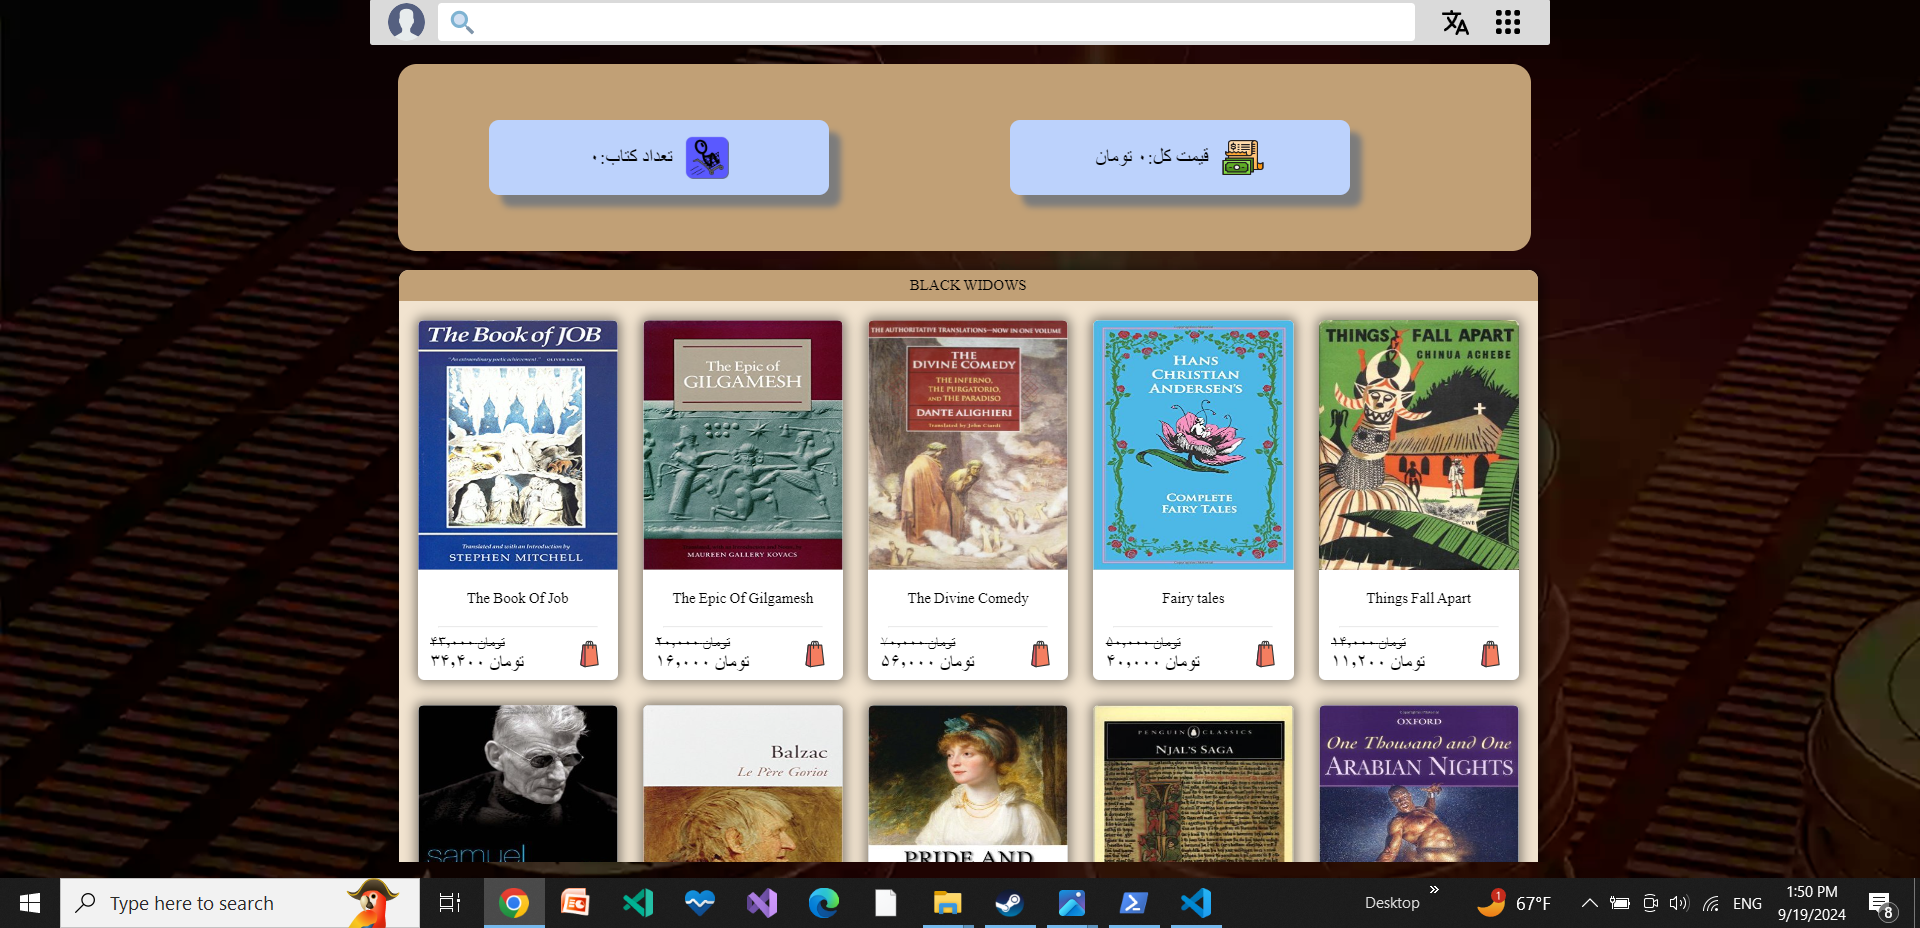 تعداد کتاب:۰
قیمت کل:۰ تومان
BLACK WIDOWS
The Book of JOB
"An extraordinary poetic achievement." OLIVER SACKS
Translated and with an Introduction by
STEPHEN MITCHELL
The Book Of Job
۴۳,۰۰۰ تومان
۳۴,۴۰۰ تومان
The Epic of
GILGAMESH
MAUREEN GALLERY KOVACS
The Epic Of Gilgamesh
۲۰,۰۰۰ تومان
۱۶,۰۰۰ تومان
THE AUTHORITATIVE TRANSLATIONS—NOW IN ONE VOLUME
THE
DIVINE COMEDY
THE INFERNO,
THE PURGATORIO,
AND THE PARADISO
DANTE ALIGHIERI
Translated by John Ciardi
The Divine Comedy
۷۰,۰۰۰ تومان
۵۶,۰۰۰ تومان
HANS
CHRISTIAN
ANDERSEN'S
COMPLETE
FAIRY TALES
Fairy tales
۵۰,۰۰۰ تومان
۴۰,۰۰۰ تومان
THINGS FALL APART
CHINUA ACHEBE
Things Fall Apart
۱۴,۰۰۰ تومان
۱۱,۲۰۰ تومان
samuel
Balzac
Le Père Goriot
PRIDE AND
PENGUIN CLASSICS
NJAL'S SAGA
OXFORD
One Thousand and One
ARABIAN NIGHTS
Type here to search
Desktop
»
1
67°F
ENG
1:50 PM
9/19/2024
8